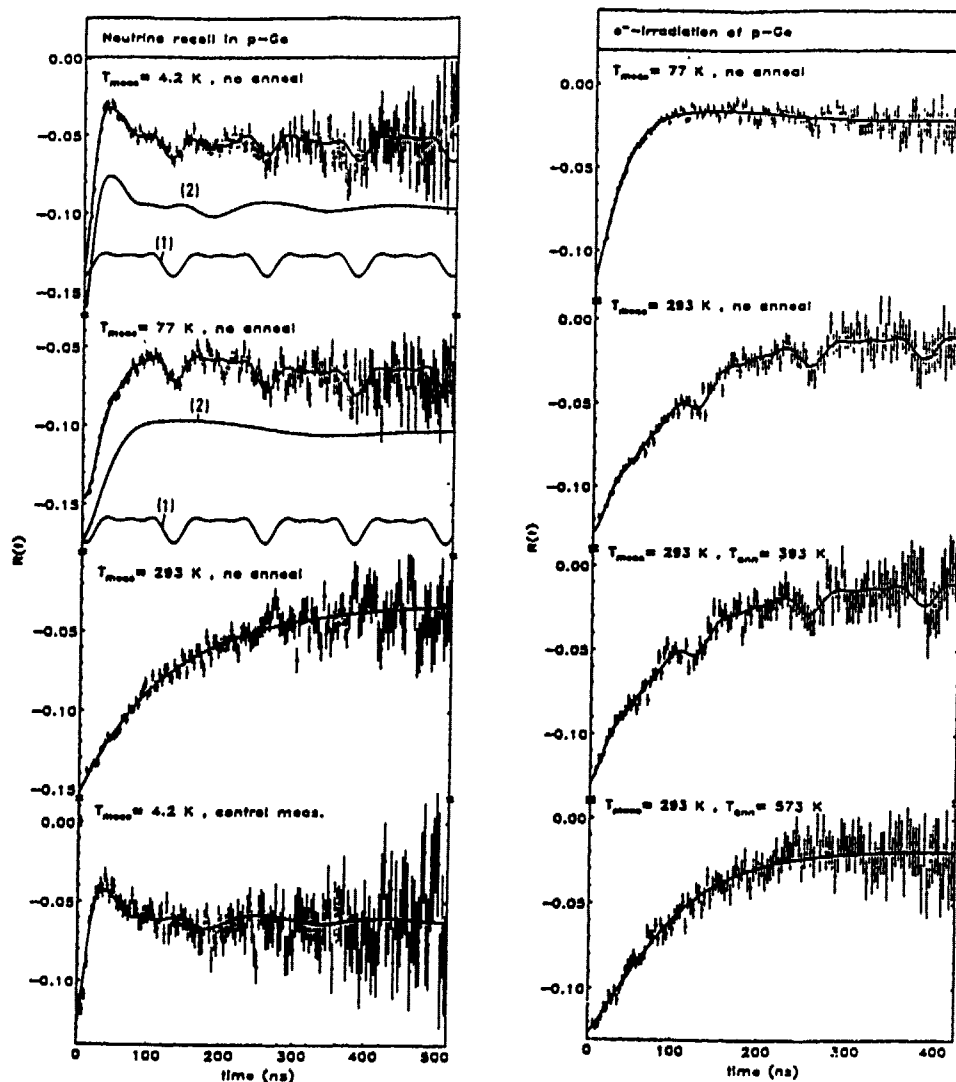 Neutrino recoil in p-Ge
T_meas = 4.2 K , no anneal
0.00
−0.05
−0.10
−0.15
(2)
(1)
T_meas = 77 K , no anneal
−0.05
−0.10
−0.15
(2)
(1)
R(t)
T_meas = 293 K , no anneal
−0.05
−0.10
−0.15
T_meas = 4.2 K , control meas.
0.00
−0.05
−0.10
0
100
200
300
400
500
time (ns)
e⁻-irradiation of p-Ge
T_meas = 77 K , no anneal
0.00
−0.05
−0.10
T_meas = 293 K , no anneal
0.00
−0.05
−0.10
R(t)
T_meas = 293 K , T_ann = 393 K
0.00
−0.05
−0.10
T_meas = 293 K , T_ann = 573 K
0.00
−0.05
−0.10
0
100
200
300
400
time (ns)